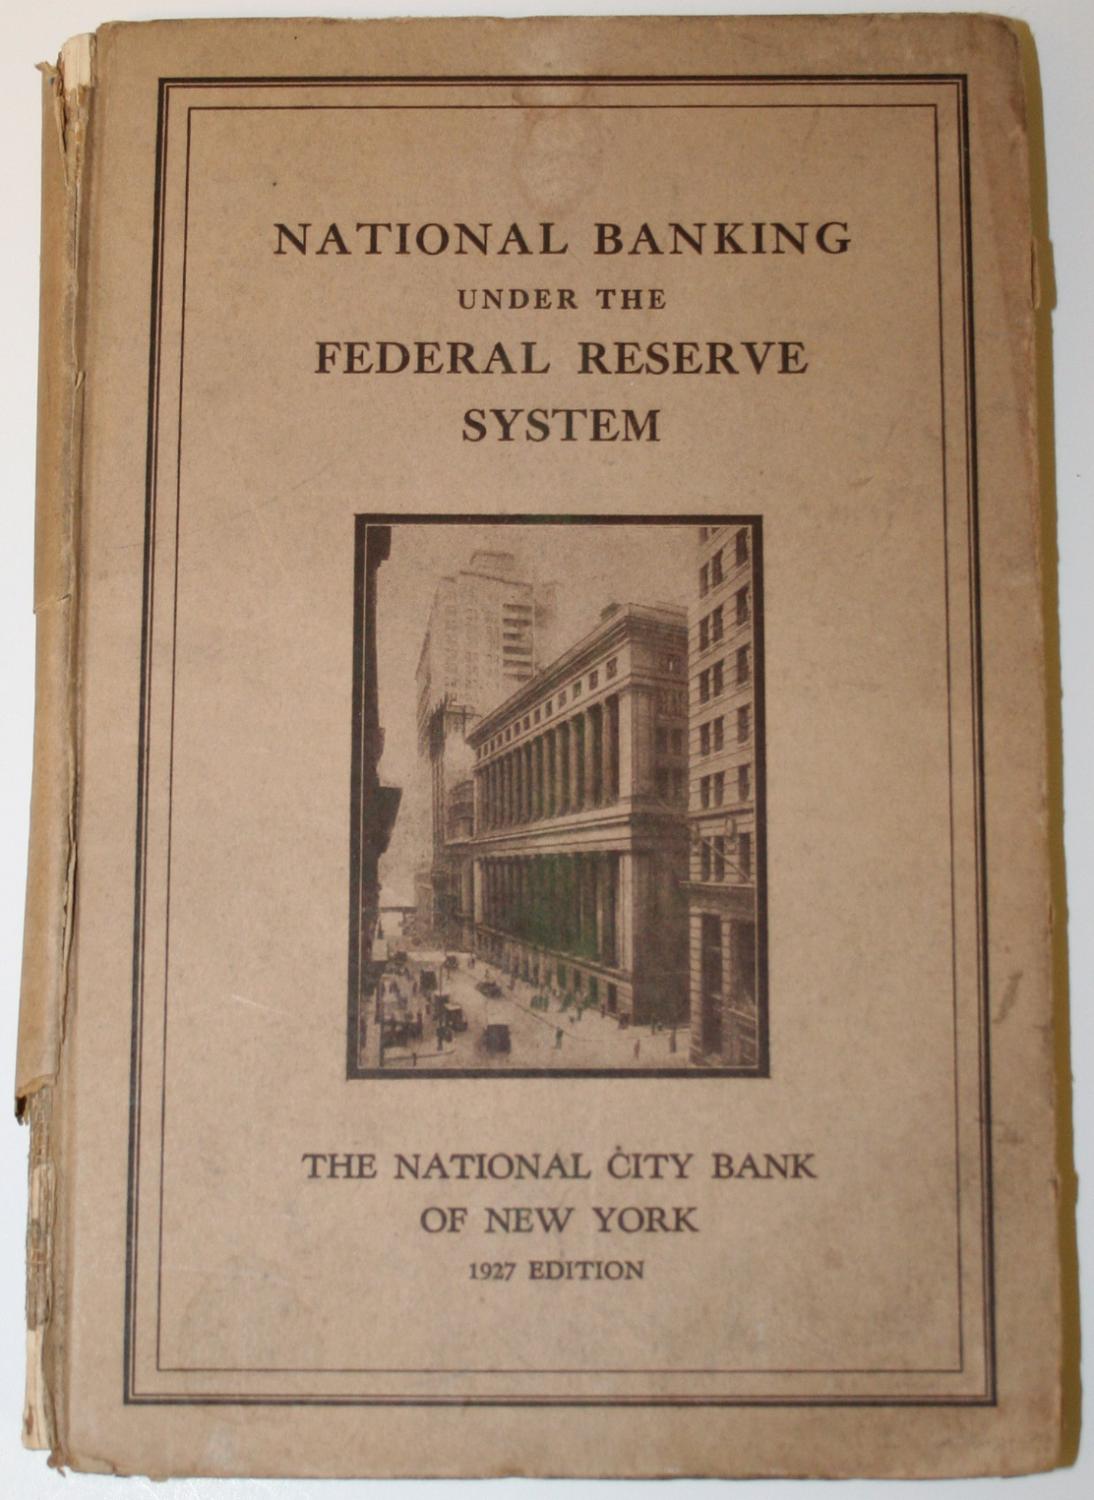 NATIONAL BANKING
UNDER THE
FEDERAL RESERVE
SYSTEM
THE NATIONAL CITY BANK
OF NEW YORK
1927 EDITION